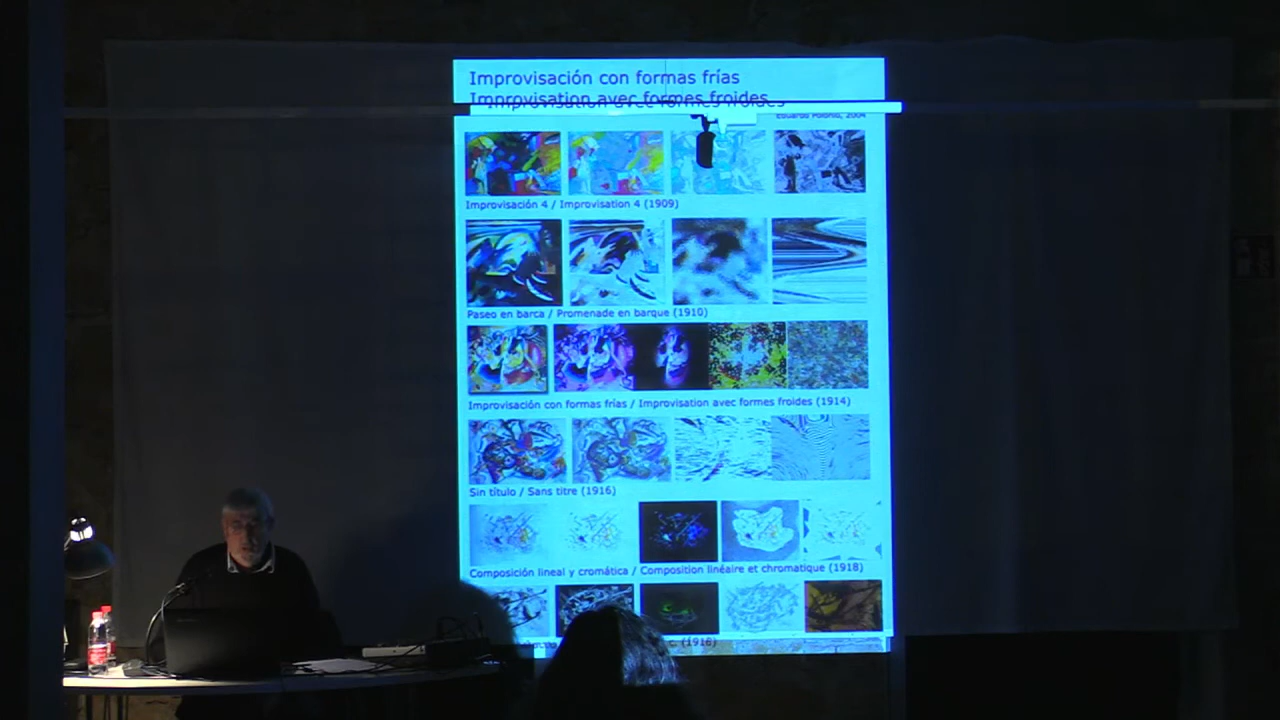 Improvisación con formas frías
Improvisation avec formes froides
Eduardo Polonio, 2004
Improvisación 4 / Improvisation 4 (1909)
Paseo en barca / Promenade en barque (1910)
Improvisación con formas frías / Improvisation avec formes froides (1914)
Sin título / Sans titre (1916)
Composición lineal y cromática / Composition linéaire et chromatique (1918)
(1916)